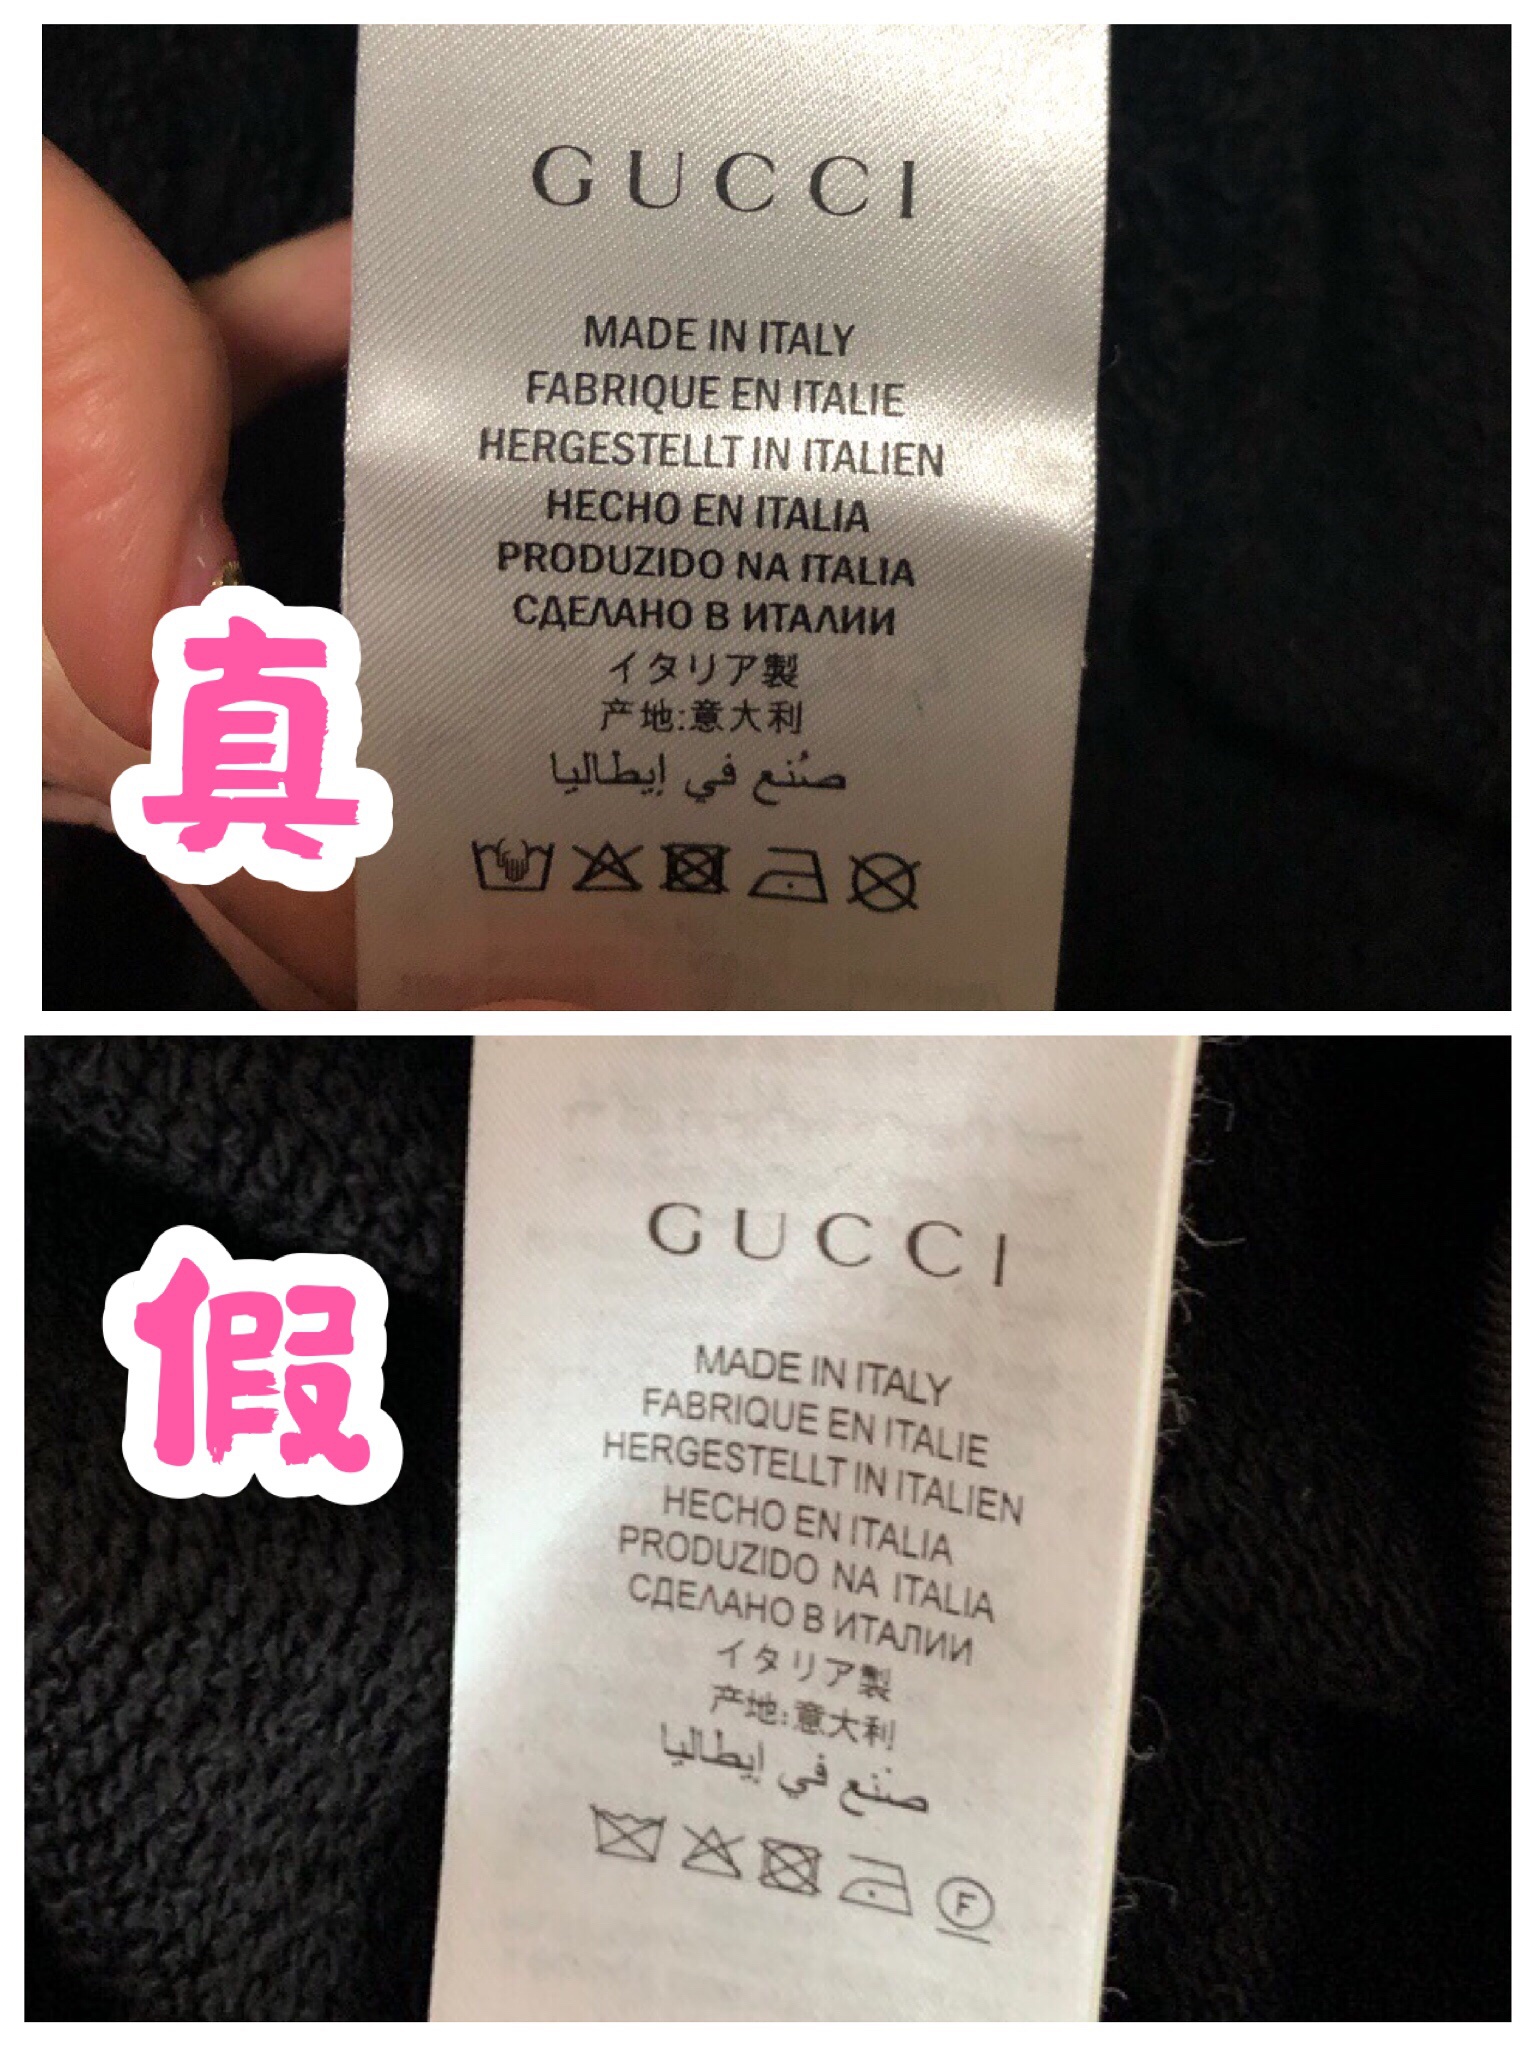 GUCCI
MADE IN ITALY
FABRIQUE EN ITALIE
HERGESTELLT IN ITALIEN
HECHO EN ITALIA
PRODUZIDO NA ITALIA
СДЕЛАНО В ИТАЛИИ
イタリア製
产地:意大利
صُنع في إيطاليا
真
GUCCI
MADE IN ITALY
FABRIQUE EN ITALIE
HERGESTELLT IN ITALIEN
HECHO EN ITALIA
PRODUZIDO NA ITALIA
СДЕЛАНО В ИТАЛИИ
イタリア製
产地:意大利
صنع في إيطاليا
F
假